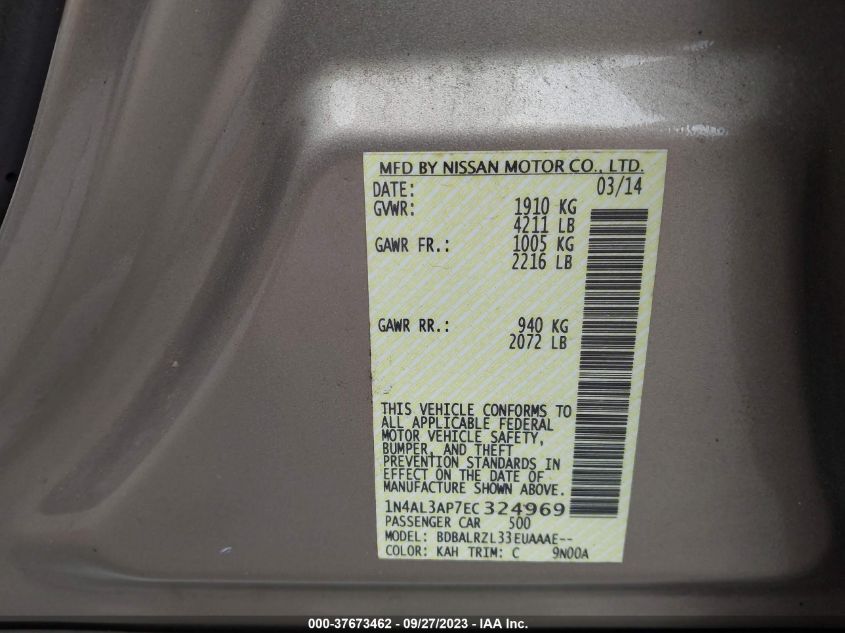 MFD BY NISSAN MOTOR CO., LTD.
DATE: 03/14
GVWR: 1910 KG
4211 LB
GAWR FR.: 1005 KG
2216 LB
GAWR RR.: 940 KG
2072 LB
THIS VEHICLE CONFORMS TO
ALL APPLICABLE FEDERAL
MOTOR VEHICLE SAFETY,
BUMPER, AND THEFT
PREVENTION STANDARDS IN
EFFECT ON THE DATE OF
MANUFACTURE SHOWN ABOVE.
1N4AL3AP7EC324969
PASSENGER CAR 500
MODEL: BDBALRZL33EUAAAE--
COLOR: KAH TRIM: C 9N00A
000-37673462 - 09/27/2023 - IAA Inc.